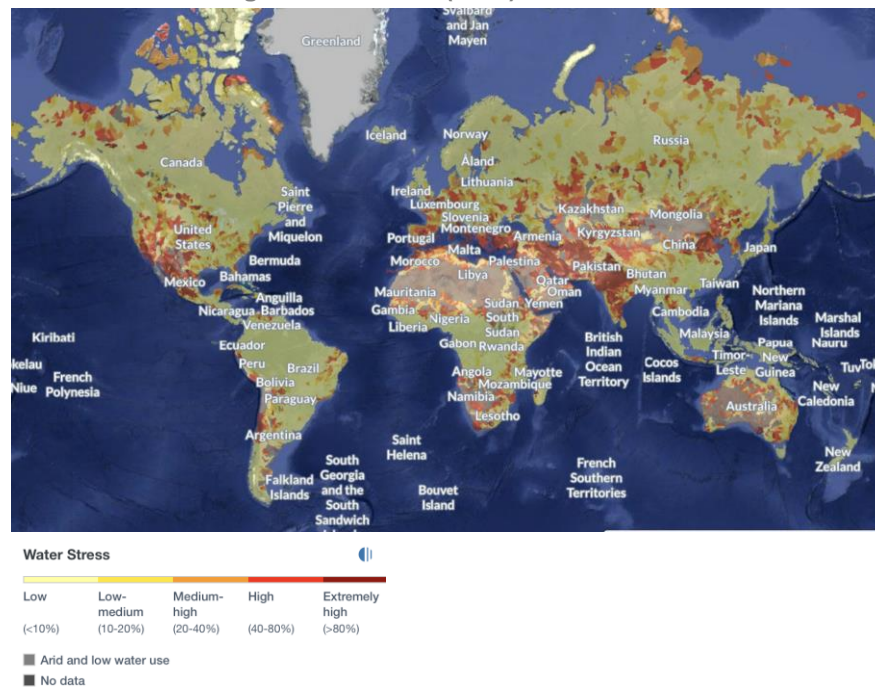 Svalbard
and Jan
Mayen
Greenland
Iceland
Norway
Russia
Åland
Canada
Lithuania
Ireland
Saint
Pierre
and
Miquelon
Luxembourg
Kazakhstan
Slovenia
Mongolia
United
States
Montenegro
Armenia
Kyrgyzstan
Portugal
China
Japan
Malta
Bermuda
Morocco
Palestina
Pakistan
Libya
Bhutan
Bahamas
Mexico
Qatar
Oman
Myanmar
Taiwan
Mauritania
Northern
Mariana
Islands
Anguilla
Sudan
Yemen
Nicaragua
Barbados
Gambia
Cambodia
Nigeria
South
Sudan
Marshal
Islands
Venezuela
Liberia
Kiribati
British
Indian
Ocean
Territory
Malaysia
Ecuador
Gabon
Rwanda
Papua
New
Guinea
Nauru
Timor-
Leste
kelau
Peru
Brazil
Cocos
Islands
Tuv
Tol
French
Polynesia
Angola
Mayotte
Niue
Bolivia
Mozambique
New
Caledonia
Paraguay
Namibia
Australia
Lesotho
Argentina
Saint
Helena
New
Zealand
South
Georgia
and the
South
Sandwich
French
Southern
Territories
Falkland
Islands
Bouvet
Island
Water Stress
Low
Low-
medium
Medium-
high
High
Extremely
high
(<10%)
(10-20%)
(20-40%)
(40-80%)
(>80%)
Arid and low water use
No data